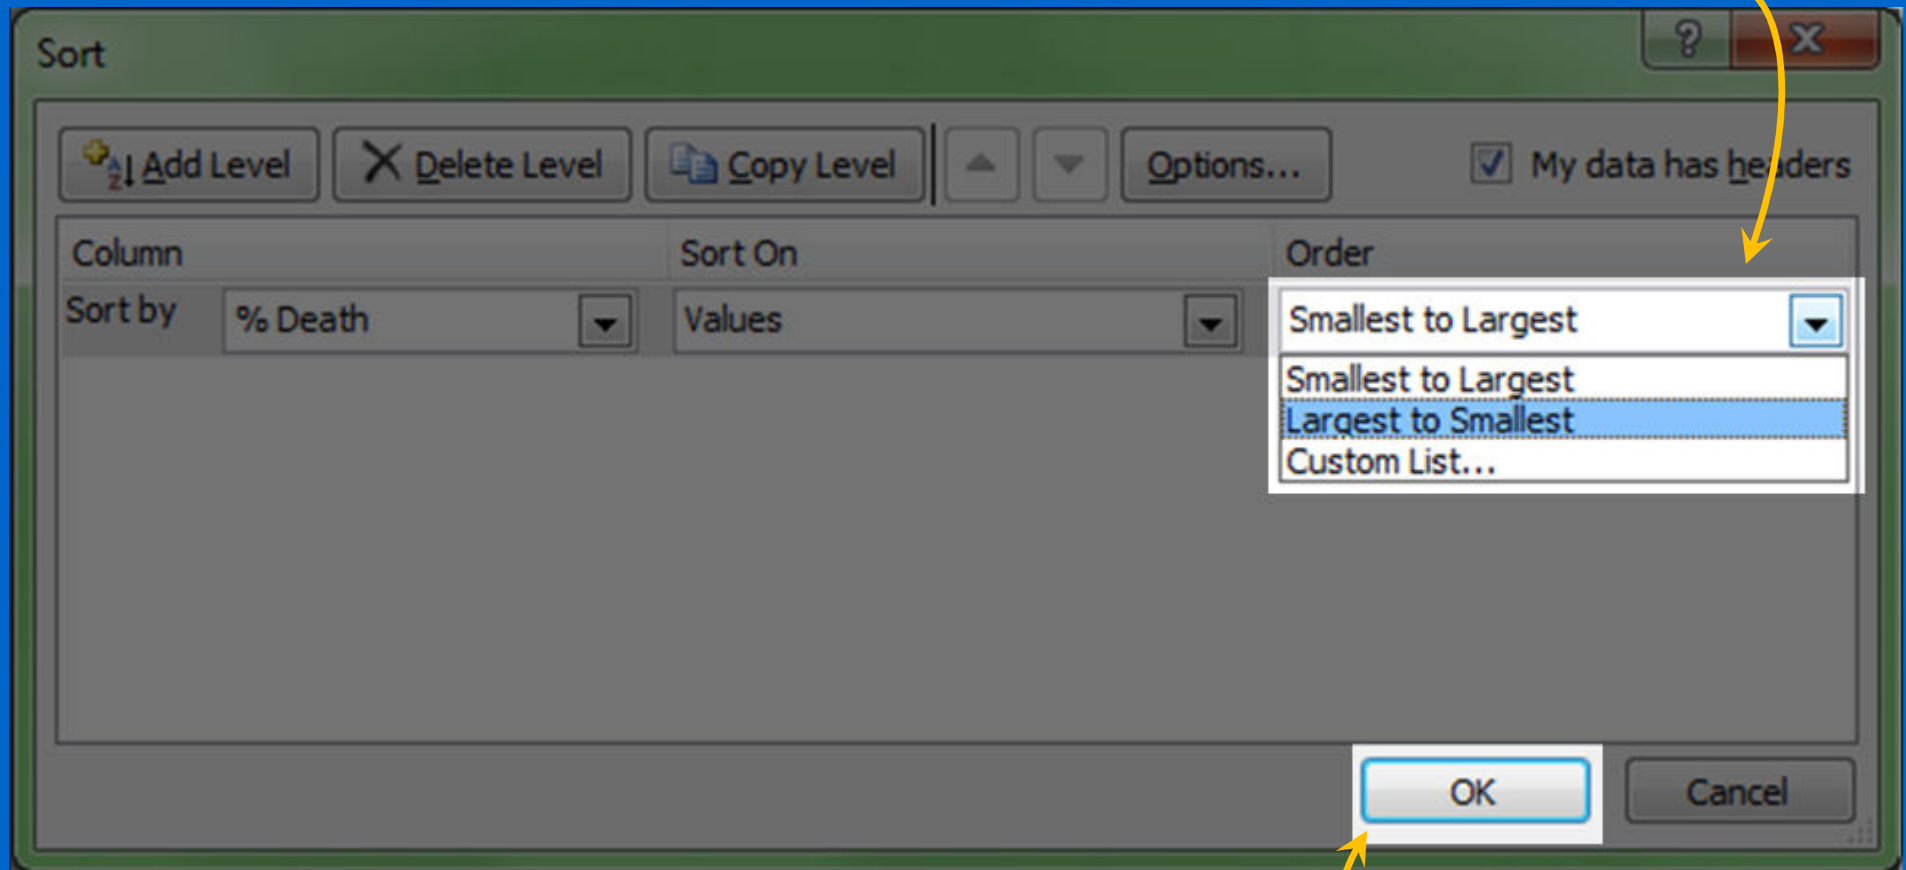 Sort
Add Level Delete Level Copy Level Options... My data has headers
Column Sort On Order
Sort by % Death Values Smallest to Largest
Smallest to Largest
Largest to Smallest
Custom List...
OK Cancel